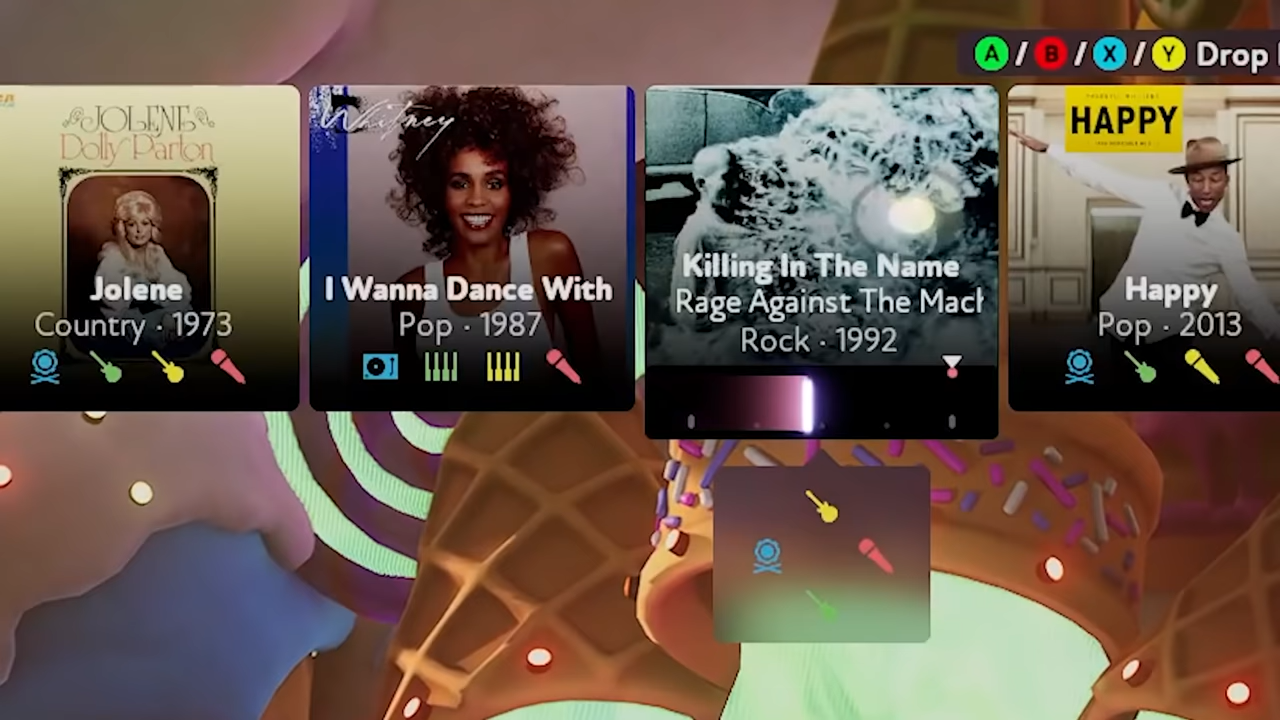 A / B / X / Y Drop
JOLENE
Dolly Parton
Jolene
Country · 1973
Whitney
I Wanna Dance With
Pop · 1987
Killing In The Name
Rage Against The Mach
Rock · 1992
HAPPY
Happy
Pop · 2013